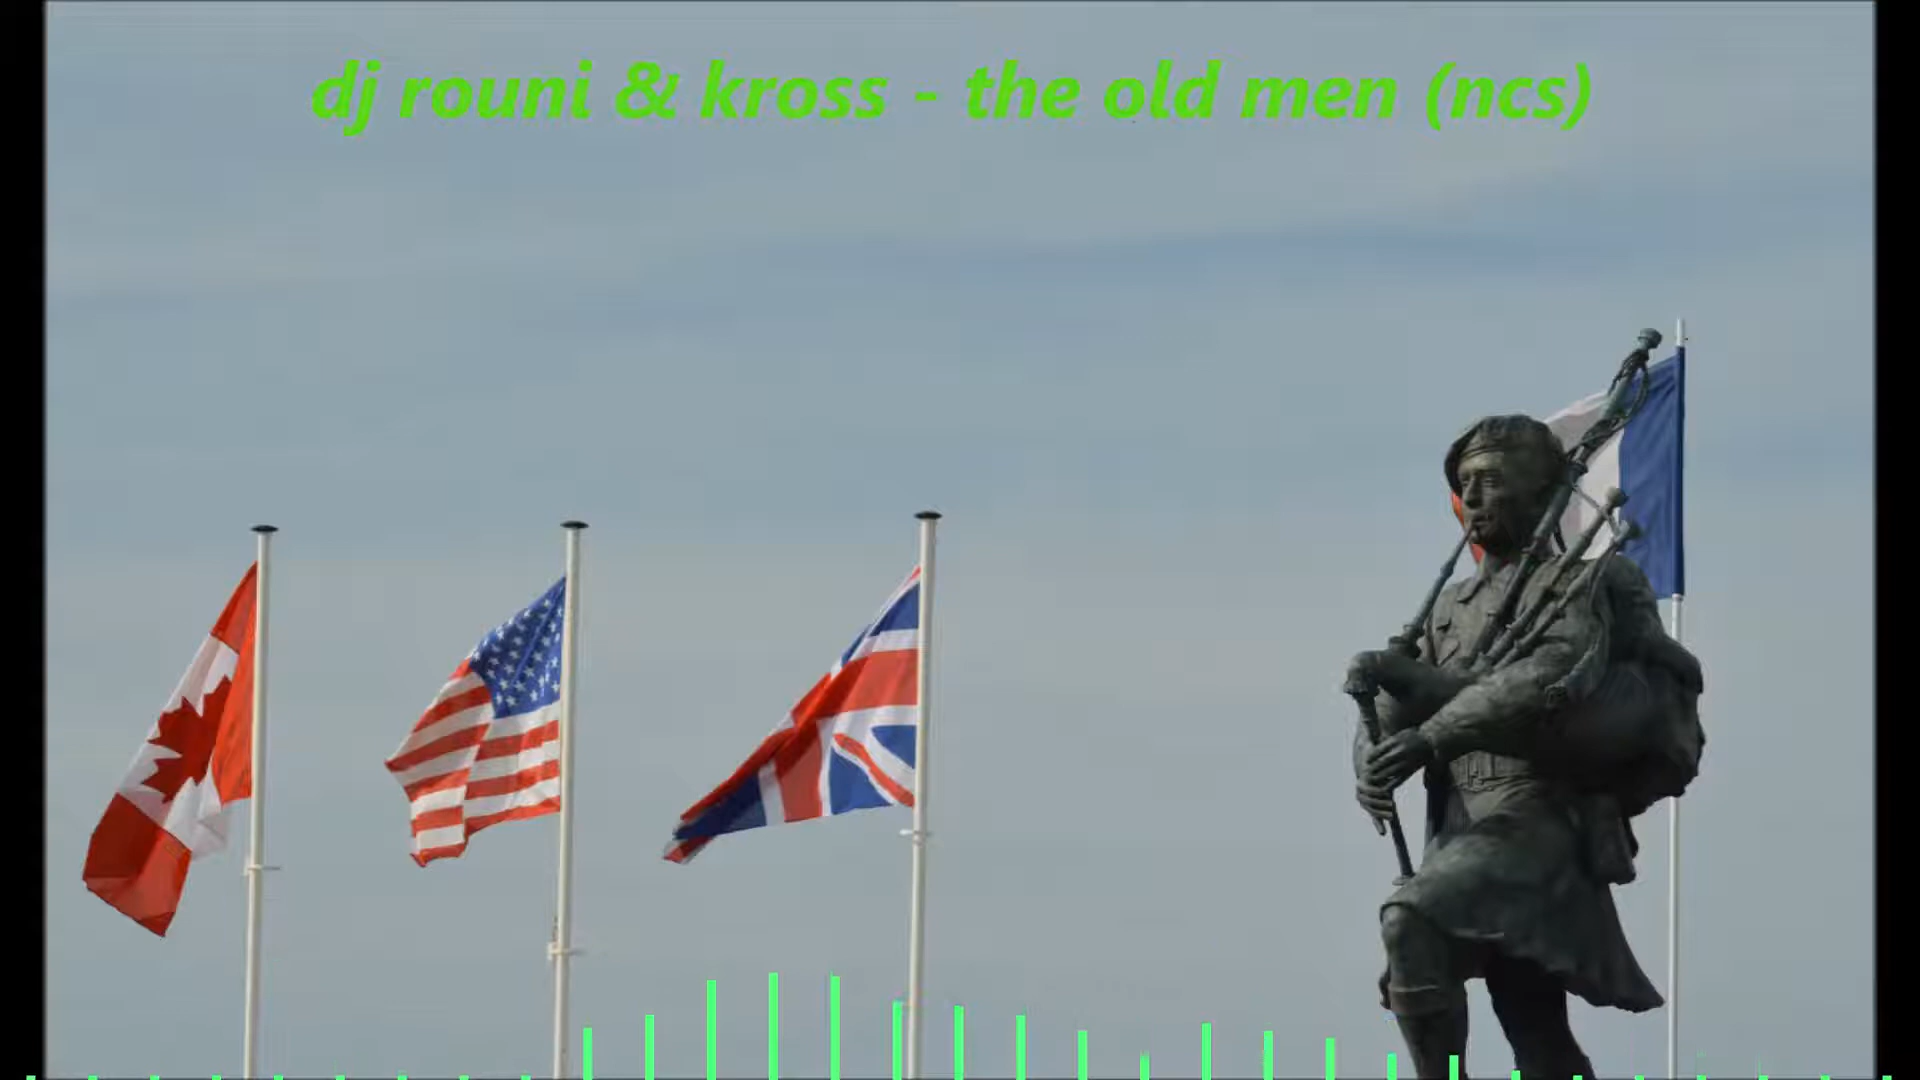 dj rouni & kross - the old men (ncs)